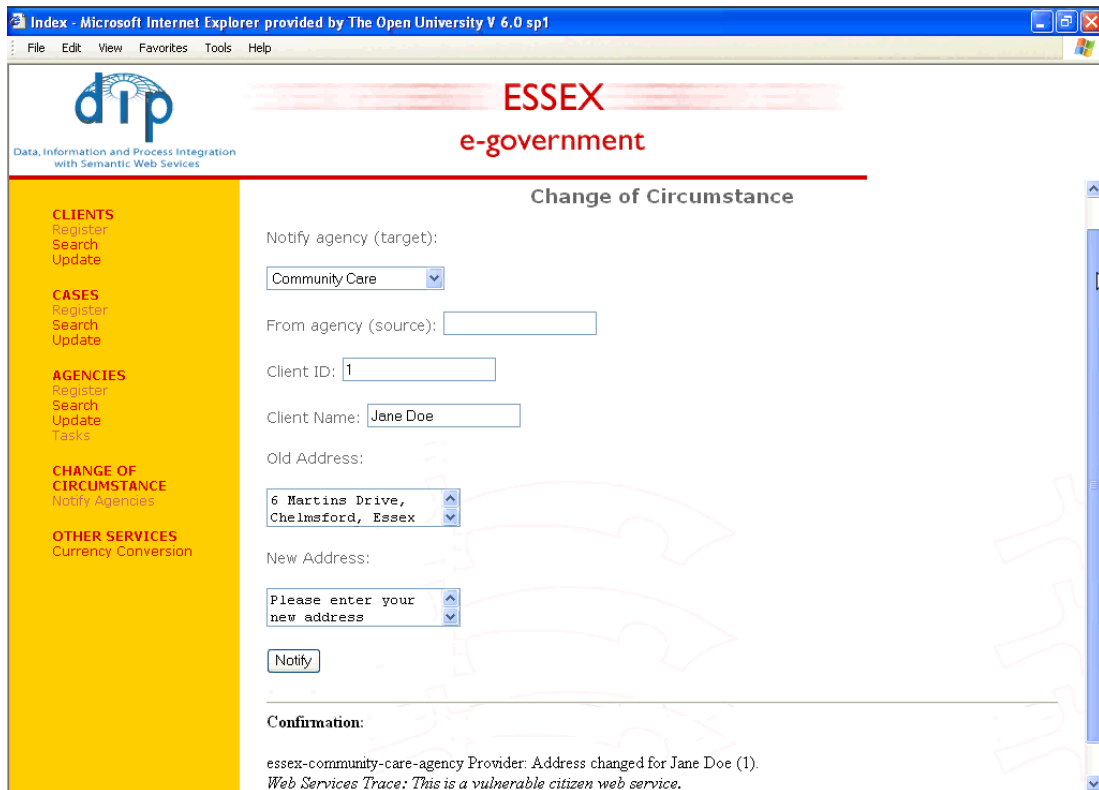 Index - Microsoft Internet Explorer provided by The Open University V 6.0 sp1
File Edit View Favorites Tools Help
dip
Data, Information and Process Integration
with Semantic Web Sevices
ESSEX
e-government
CLIENTS
Register
Search
Update
CASES
Register
Search
Update
AGENCIES
Register
Search
Update
Tasks
CHANGE OF
CIRCUMSTANCE
Notify Agencies
OTHER SERVICES
Currency Conversion
Change of Circumstance
Notify agency (target):
Community Care
From agency (source):
Client ID: 1
Client Name: Jane Doe
Old Address:
6 Martins Drive,
Chelmsford, Essex
New Address:
Please enter your
new address
Notify
Confirmation:
essex-community-care-agency Provider: Address changed for Jane Doe (1).
Web Services Trace: This is a vulnerable citizen web service.